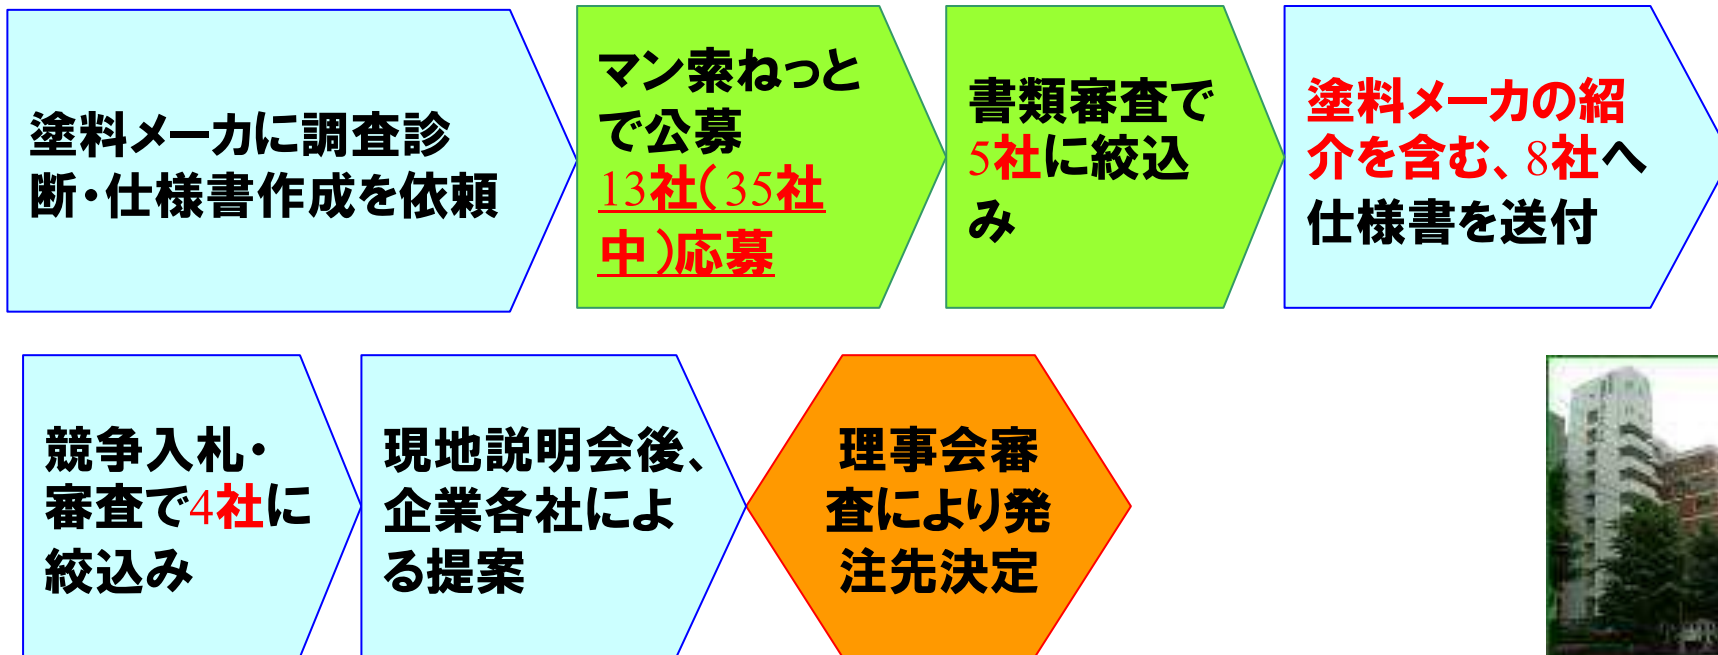 塗料メーカに調査診
断・仕様書作成を依頼
マン索ねっと
で公募
13社(35社
中)応募
書類審査で
5社に絞込
み
塗料メーカの紹
介を含む、8社へ
仕様書を送付
競争入札・
審査で4社に
絞込み
現地説明会後、
企業各社によ
る提案
理事会審
査により発
注先決定